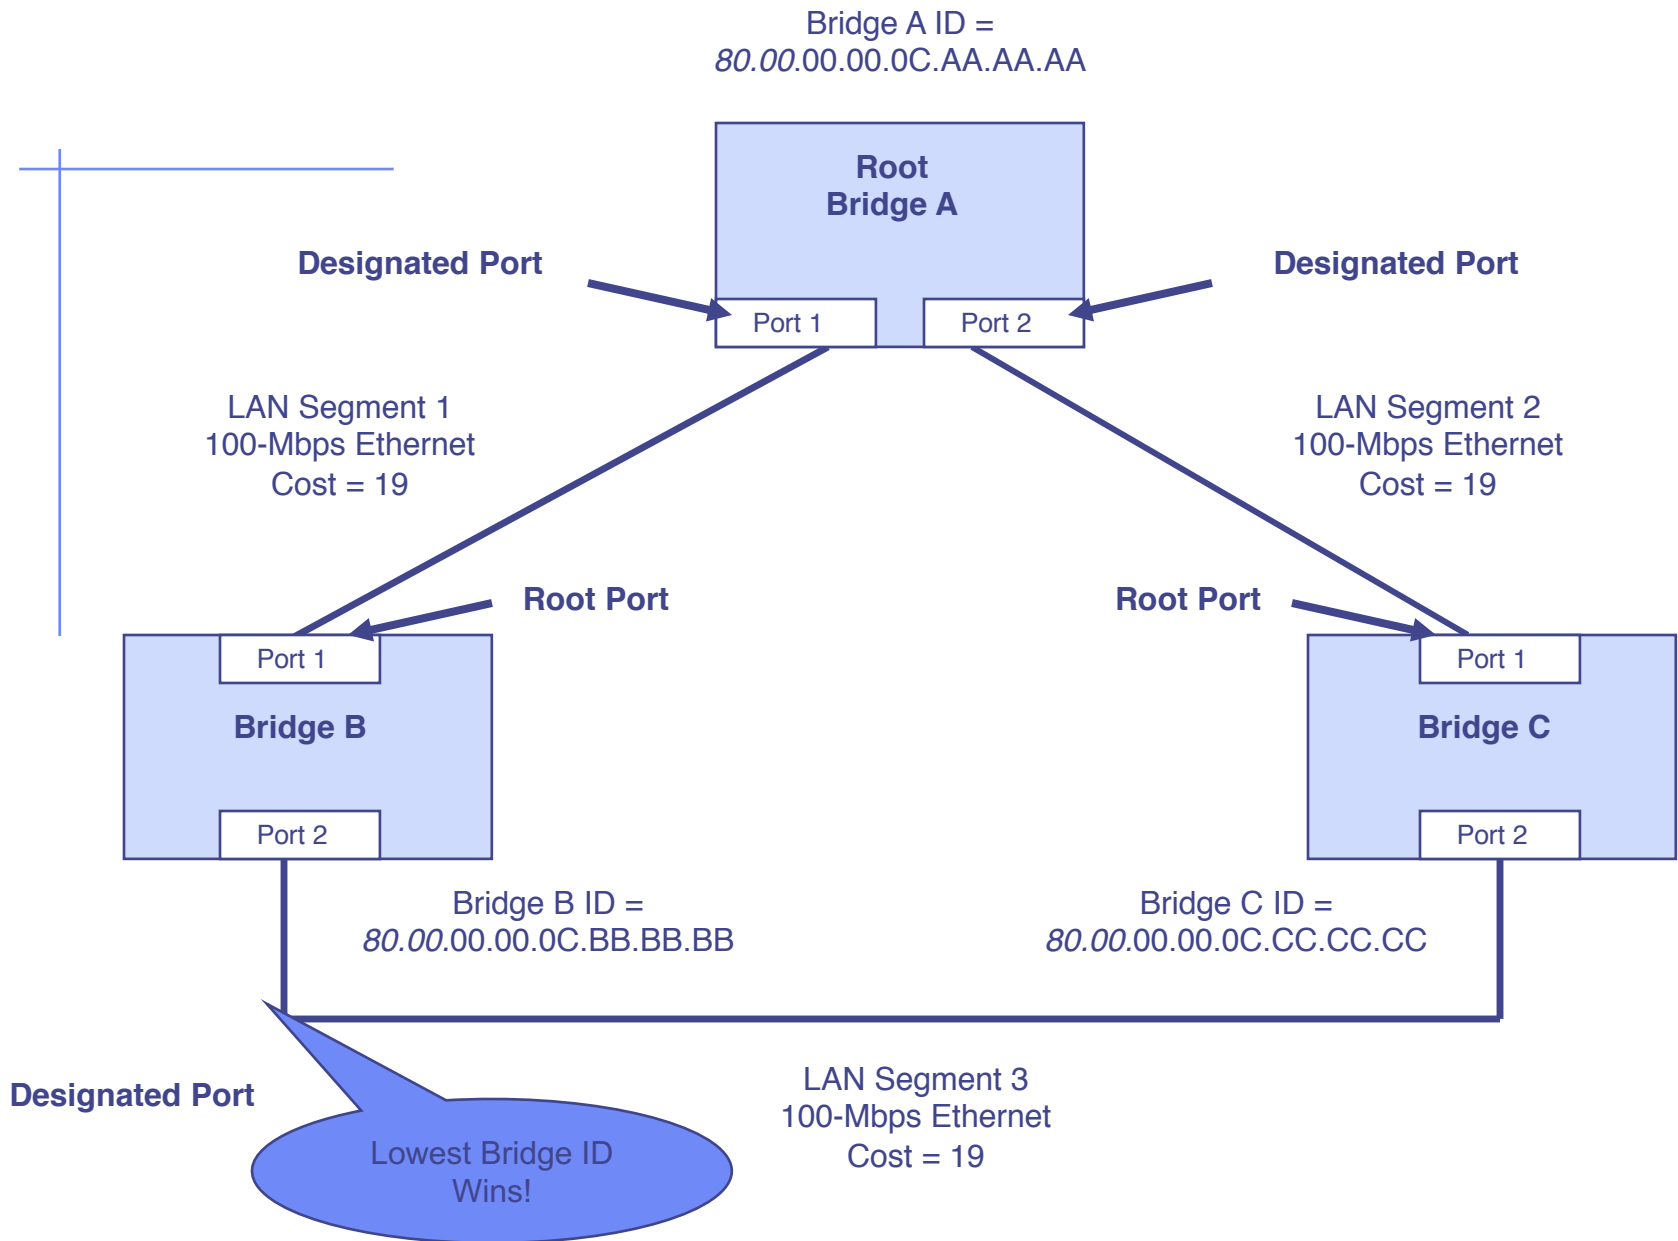 Bridge A ID =
80.00.00.00.0C.AA.AA.AA
Root
Bridge A
Designated Port
Designated Port
Port 1
Port 2
LAN Segment 1
100-Mbps Ethernet
Cost = 19
LAN Segment 2
100-Mbps Ethernet
Cost = 19
Root Port
Root Port
Port 1
Port 1
Bridge B
Bridge C
Port 2
Port 2
Bridge B ID =
80.00.00.00.0C.BB.BB.BB
Bridge C ID =
80.00.00.00.0C.CC.CC.CC
Designated Port
LAN Segment 3
100-Mbps Ethernet
Cost = 19
Lowest Bridge ID
Wins!